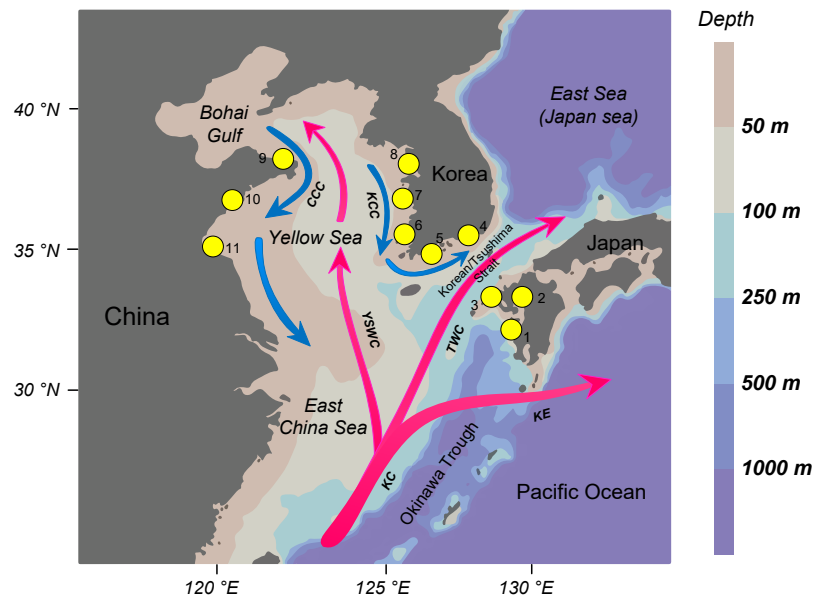 Depth
40 °N
Bohai
Gulf
East Sea
(Japan sea)
50 m
8
Korea
9
CCC
KCC
7
10
100 m
6
5
4
Yellow Sea
35 °N
11
Korean/Tsushima
Strait
Japan
250 m
China
3
2
YSWC
TWC
1
500 m
30 °N
East
China Sea
KE
KC
Okinawa Trough
Pacific Ocean
1000 m
120 °E
125 °E
130 °E